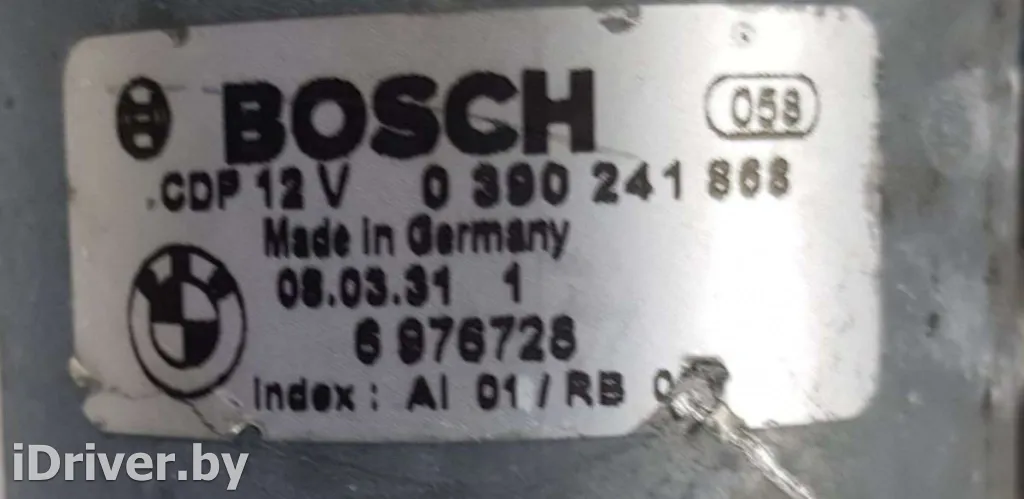 BOSCH 058
CDP 12 V 0 390 241 868
Made in Germany
08.03.31 1
6 976728
Index: AI 01 / RB
iDriver.by